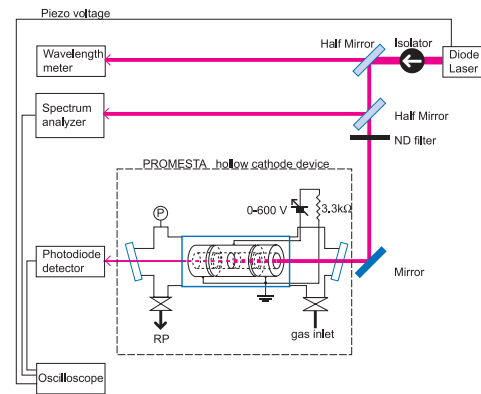 Piezo voltage
Half Mirror
Isolator
Diode
Laser
Wavelength
meter
Spectrum
analyzer
Half Mirror
ND filter
PROMESTA hollow cathode device
P
0-600 V
3.3kΩ
Photodiode
detector
Mirror
RP
gas inlet
Oscilloscope